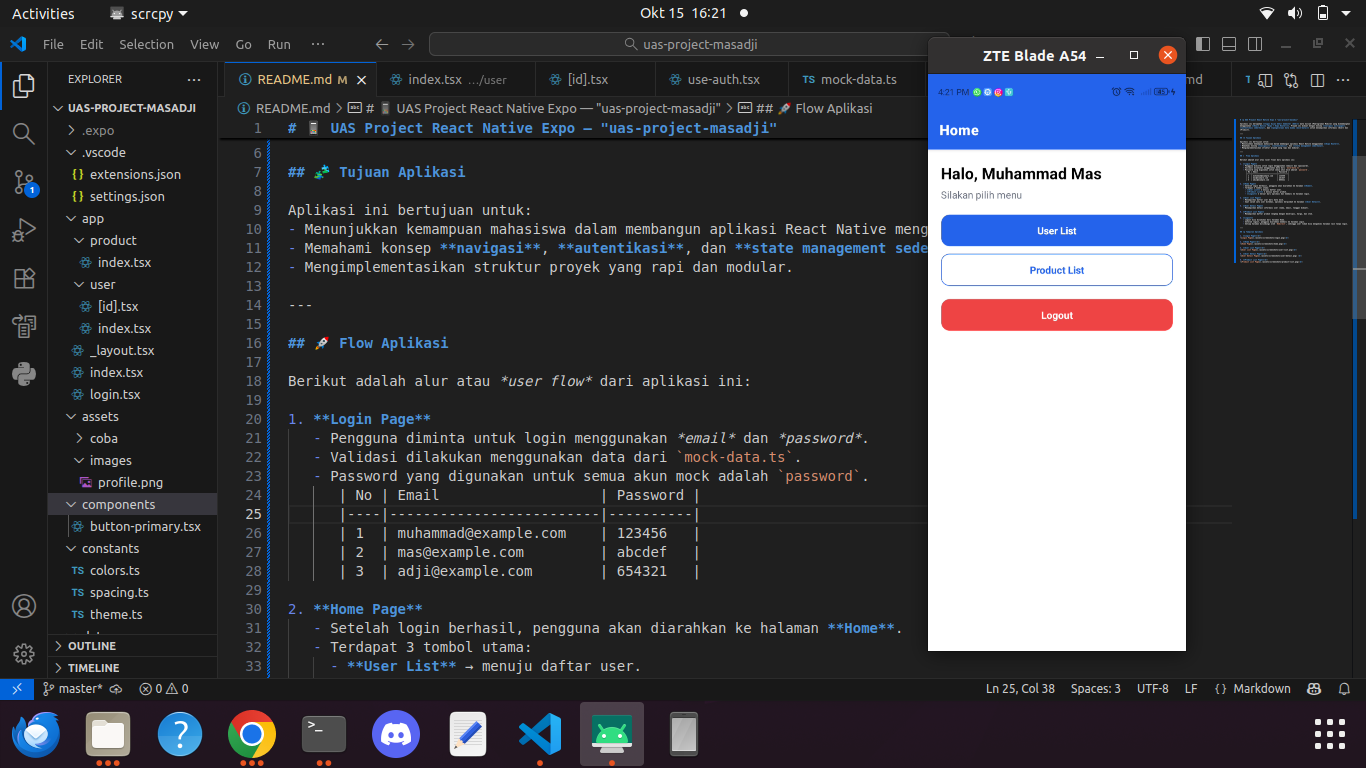 Activities
scrcpy
Okt 15 16:21
File Edit Selection View Go Run ···
uas-project-masadji
EXPLORER
UAS-PROJECT-MASADJI
.expo
.vscode
{} extensions.json
{} settings.json
app
product
index.tsx
user
[id].tsx
index.tsx
_layout.tsx
index.tsx
login.tsx
assets
coba
images
profile.png
components
button-primary.tsx
constants
TS colors.ts
TS spacing.ts
TS theme.ts
OUTLINE
TIMELINE
1
README.md M
index.tsx .../user
[id].tsx
use-auth.tsx
TS mock-data.ts
README.md > # UAS Project React Native Expo — "uas-project-masadji" > ## 🚀 Flow Aplikasi
1 # 📱 UAS Project React Native Expo — "uas-project-masadji"
6
7 ## 🧩 Tujuan Aplikasi
8
9 Aplikasi ini bertujuan untuk:
10 - Menunjukkan kemampuan mahasiswa dalam membangun aplikasi React Native meng
11 - Memahami konsep **navigasi**, **autentikasi**, dan **state management sede
12 - Mengimplementasikan struktur proyek yang rapi dan modular.
13
14 ---
15
16 ## 🚀 Flow Aplikasi
17
18 Berikut adalah alur atau *user flow* dari aplikasi ini:
19
20 1. **Login Page**
21 - Pengguna diminta untuk login menggunakan *email* dan *password*.
22 - Validasi dilakukan menggunakan data dari `mock-data.ts`.
23 - Password yang digunakan untuk semua akun mock adalah `password`.
24 | No | Email | Password |
25 |----|-------------------------|----------|
26 | 1 | muhammad@example.com | 123456 |
27 | 2 | mas@example.com | abcdef |
28 | 3 | adji@example.com | 654321 |
29
30 2. **Home Page**
31 - Setelah login berhasil, pengguna akan diarahkan ke halaman **Home**.
32 - Terdapat 3 tombol utama:
33 - **User List** → menuju daftar user.
ZTE Blade A54
4:21 PM
Home
Halo, Muhammad Mas
Silakan pilih menu
User List
Product List
Logout
md
master*
0 0
Ln 25, Col 38
Spaces: 3
UTF-8
LF
{} Markdown